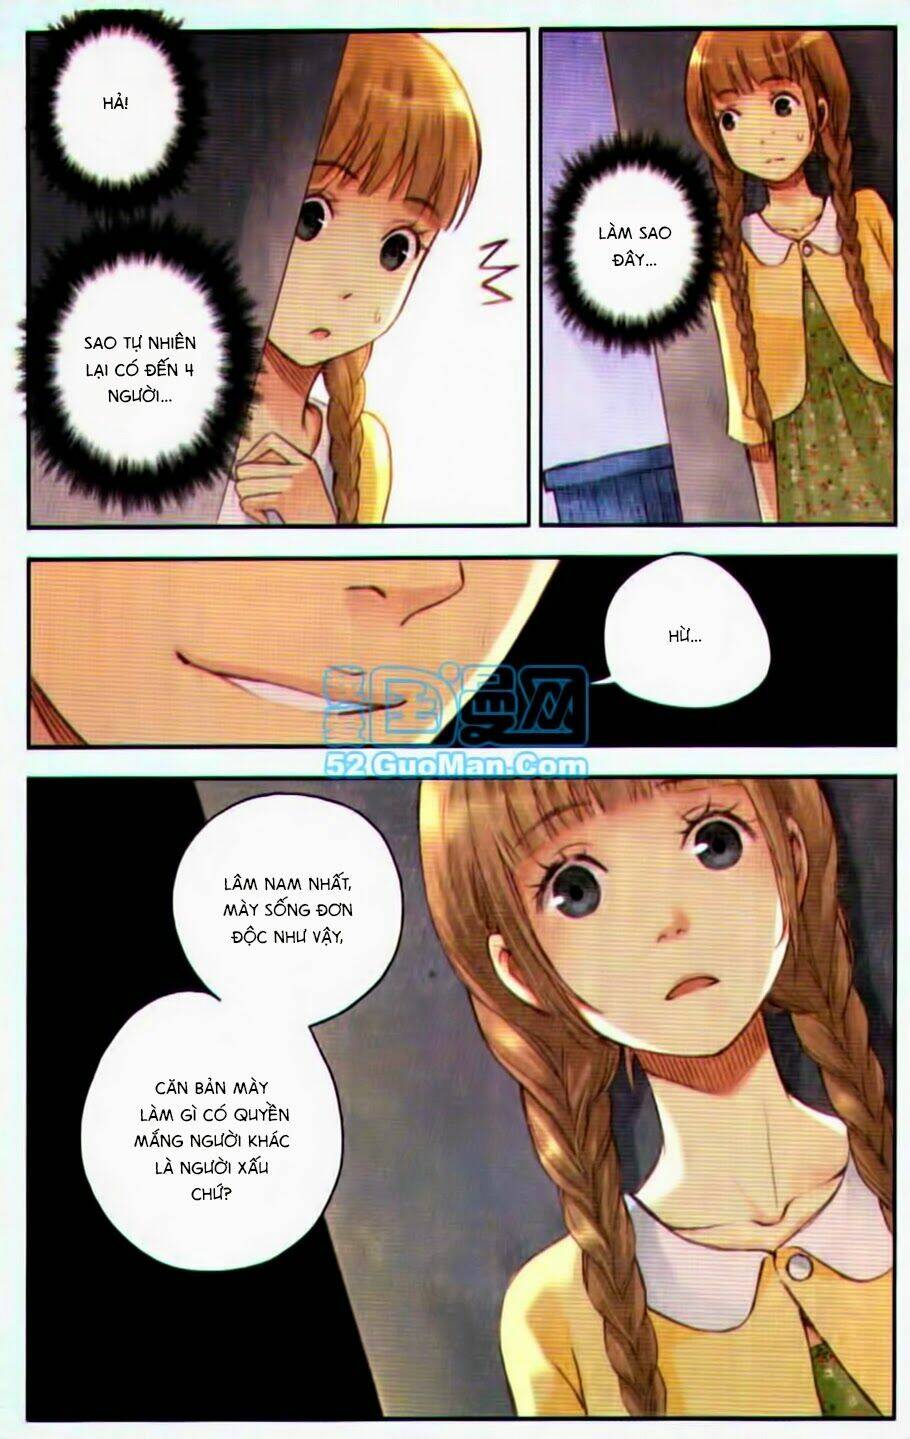 HẢ!
SAO TỰ NHIÊN
LẠI CÓ ĐẾN 4
NGƯỜI...
LÀM SAO
ĐÂY...
HỪ...
52GuoMan.Com
LÂM NAM NHẤT,
MÀY SỐNG ĐƠN
ĐỘC NHƯ VẬY,
CĂN BẢN MÀY
LÀM GÌ CÓ QUYỀN
MẮNG NGƯỜI KHÁC
LÀ NGƯỜI XẤU
CHỨ?